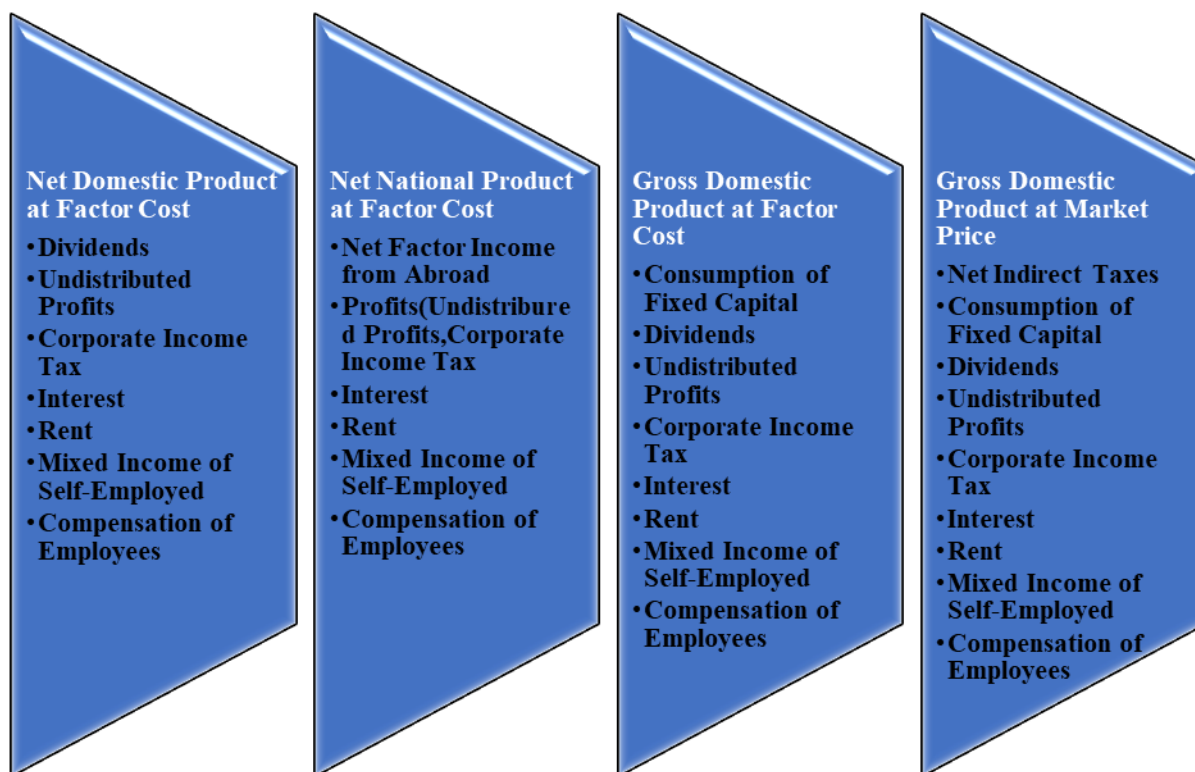 Net Domestic Product
at Factor Cost
•Dividends
•Undistributed
Profits
•Corporate Income
Tax
•Interest
•Rent
•Mixed Income of
Self-Employed
•Compensation of
Employees
Net National Product
at Factor Cost
•Net Factor Income
from Abroad
•Profits(Undistribure
d Profits,Corporate
Income Tax
•Interest
•Rent
•Mixed Income of
Self-Employed
•Compensation of
Employees
Gross Domestic
Product at Factor
Cost
•Consumption of
Fixed Capital
•Dividends
•Undistributed
Profits
•Corporate Income
Tax
•Interest
•Rent
•Mixed Income of
Self-Employed
•Compensation of
Employees
Gross Domestic
Product at Market
Price
•Net Indirect Taxes
•Consumption of
Fixed Capital
•Dividends
•Undistributed
Profits
•Corporate Income
Tax
•Interest
•Rent
•Mixed Income of
Self-Employed
•Compensation of
Employees